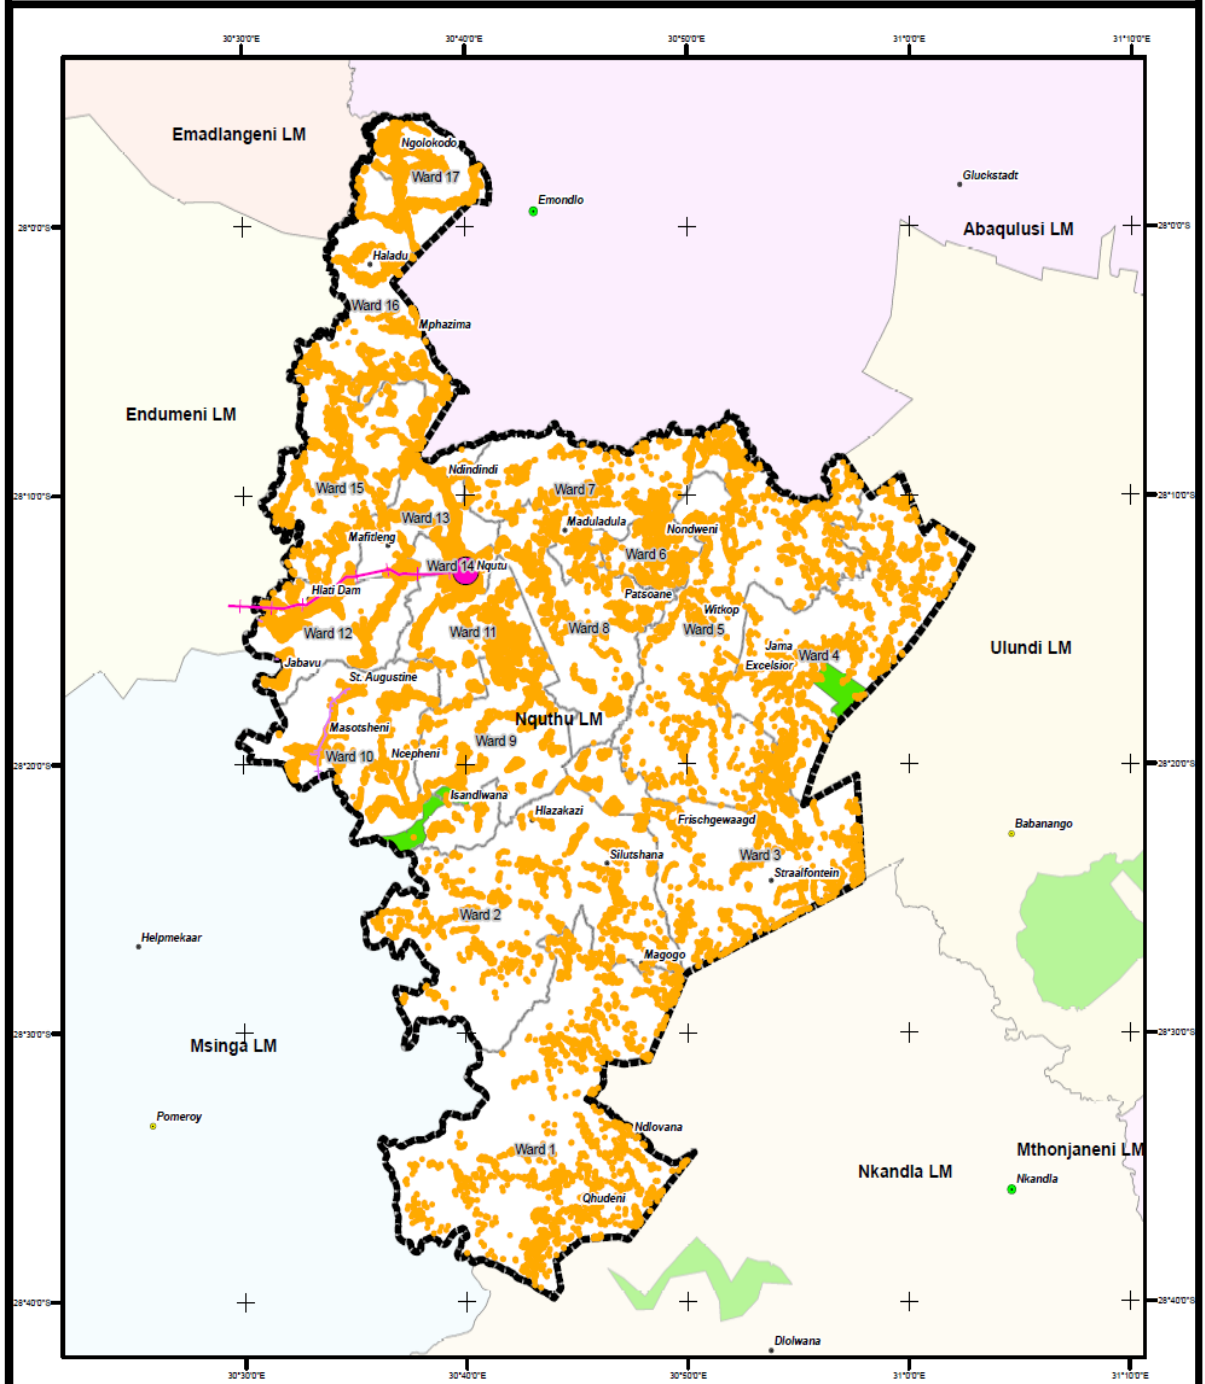 30°30'0"E 30°40'0"E 30°50'0"E 31°0'0"E 31°10'0"E
Emadlangeni LM
Ngolokodo
Ward 17
Gluckstadt
Emondlo
28°0'0"S
Abaqulusi LM
28°0'0"S
Haladu
Ward 16
Mphazima
Endumeni LM
Ndindindi
Ward 15
Ward 7
28°10'0"S
28°10'0"S
Ward 13
Maduladula
Nondweni
Mafitleng
Ward 6
Ward 14
Nqutu
Hlati Dam
Patsoane
Witkop
Ward 12
Ward 11
Ward 8
Ward 5
Jama
Ulundi LM
Ward 4
Jabavu
Excelsior
St. Augustine
Nquthu LM
Masotsheni
Ward 9
Ward 10
Ncepheni
28°20'0"S
28°20'0"S
Isandlwana
Hlazakazi
Frischgewaagd
Babanango
Silutshana
Ward 3
Straalfontein
Ward 2
Helpmekaar
Magogo
28°30'0"S
28°30'0"S
Msinga LM
Pomeroy
Ndlovana
Ward 1
Mthonjaneni LM
Nkandla LM
Nkandla
Qhudeni
28°40'0"S
28°40'0"S
Dlolwana
30°30'0"E 30°40'0"E 30°50'0"E 31°0'0"E 31°10'0"E